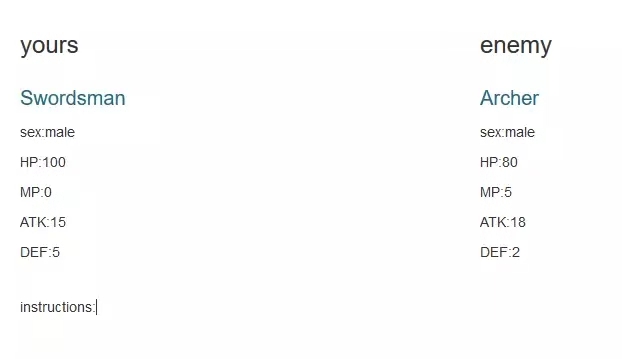 yours
Swordsman
sex:male
HP:100
MP:0
ATK:15
DEF:5
enemy
Archer
sex:male
HP:80
MP:5
ATK:18
DEF:2
instructions: